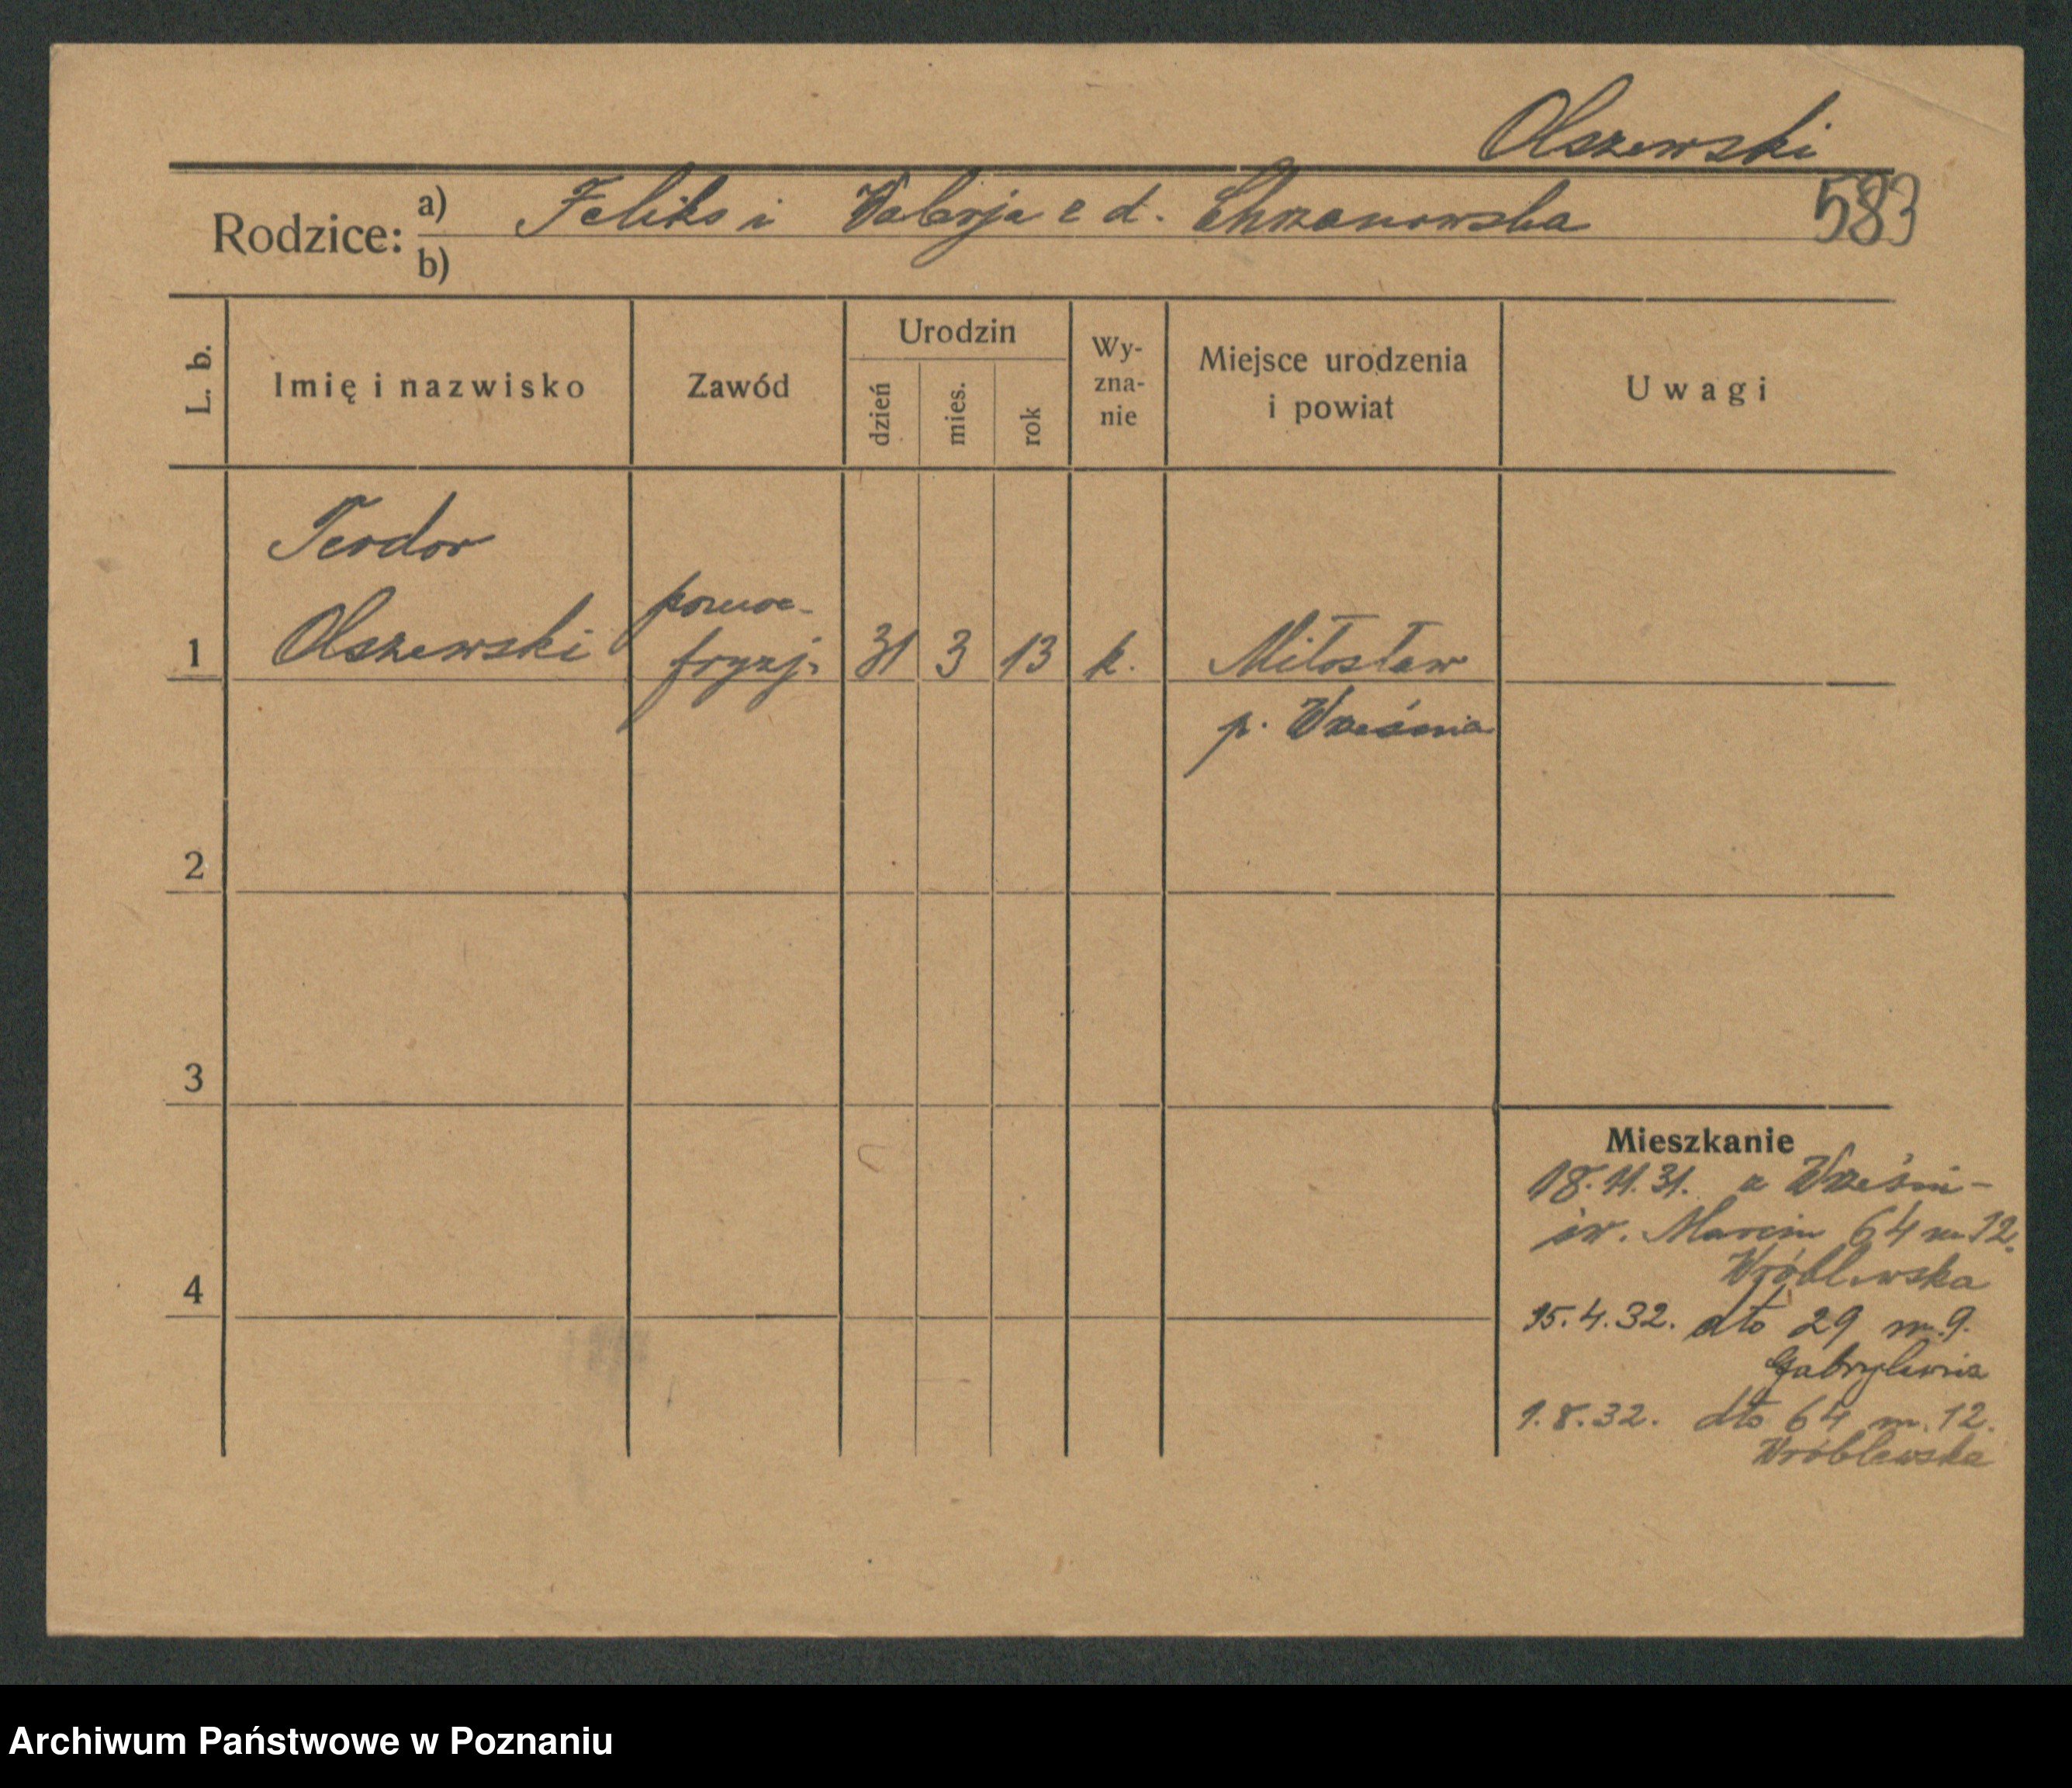 Olszewski
583
Rodzice: a) Feliks i Walerja z d. Chrzanowska
b)
L. b.
Imię i nazwisko
Zawód
Urodzin
dzień
mies.
rok
Wy-
zna-
nie
Miejsce urodzenia
i powiat
Uwagi
Teodor
pomoc.
1 Olszewski fryzj. 31 3 13 k. Miłosław
p. Września
2
3
Mieszkanie
18.11.31. z Wrześni -
św. Marcin 64 m 12.
Wróblewska
4
15.4.32. dto 29 m. 9.
1.8.32. dto 64 m. 12.
Wróblewska
Archiwum Państwowe w Poznaniu